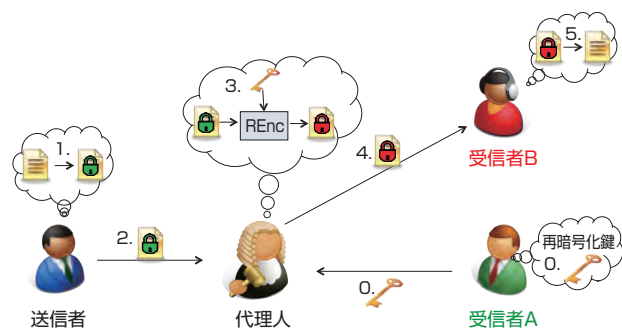 5.
3.
REnc
1.
4.
受信者B
2.
再暗号化鍵
0.
0.
送信者
代理人
受信者A